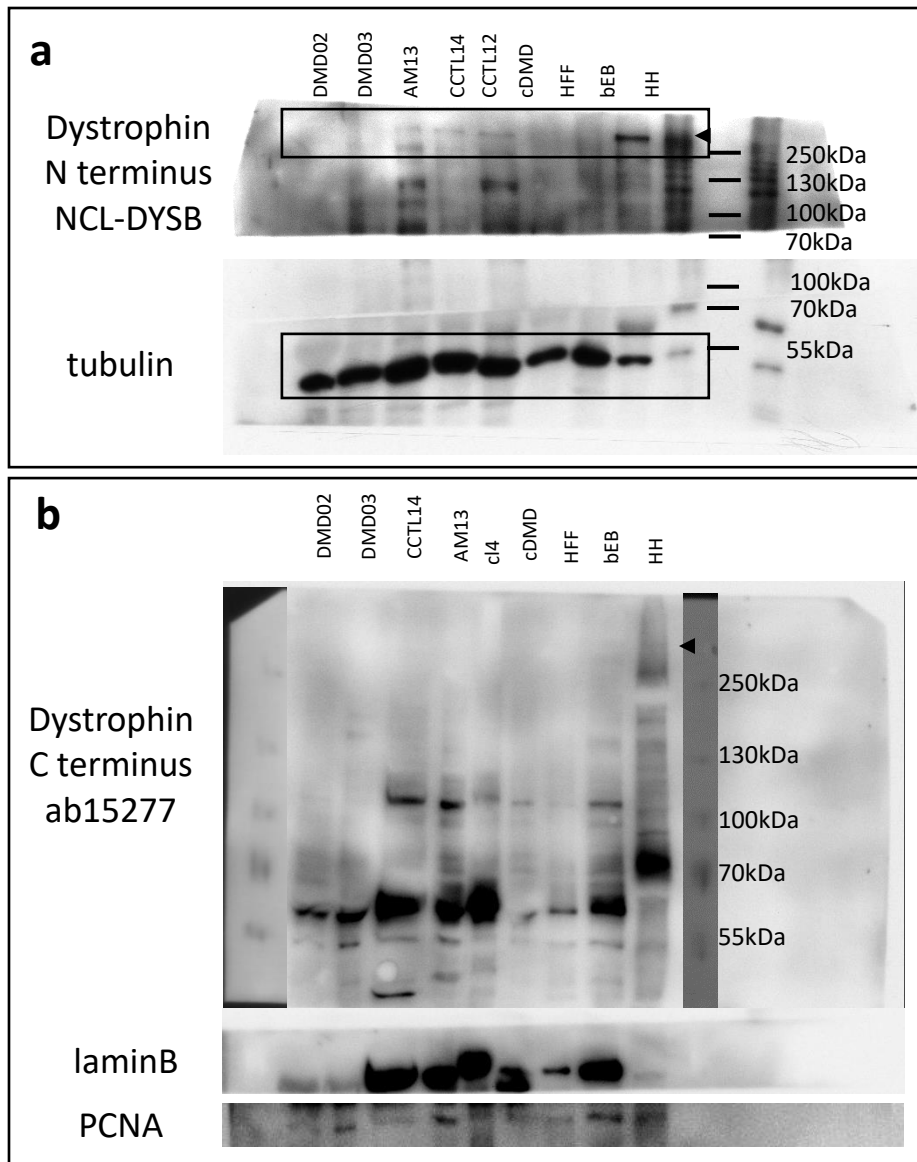 a
DMD02
DMD03
AM13
CCTL14
CCTL12
cDMD
HFF
bEB
HH
Dystrophin
N terminus
NCL-DYSB
250kDa
130kDa
100kDa
70kDa
tubulin
100kDa
70kDa
55kDa
b
DMD02
DMD03
CCTL14
AM13
cl4
cDMD
HFF
bEB
HH
Dystrophin
C terminus
ab15277
250kDa
130kDa
100kDa
70kDa
55kDa
laminB
PCNA